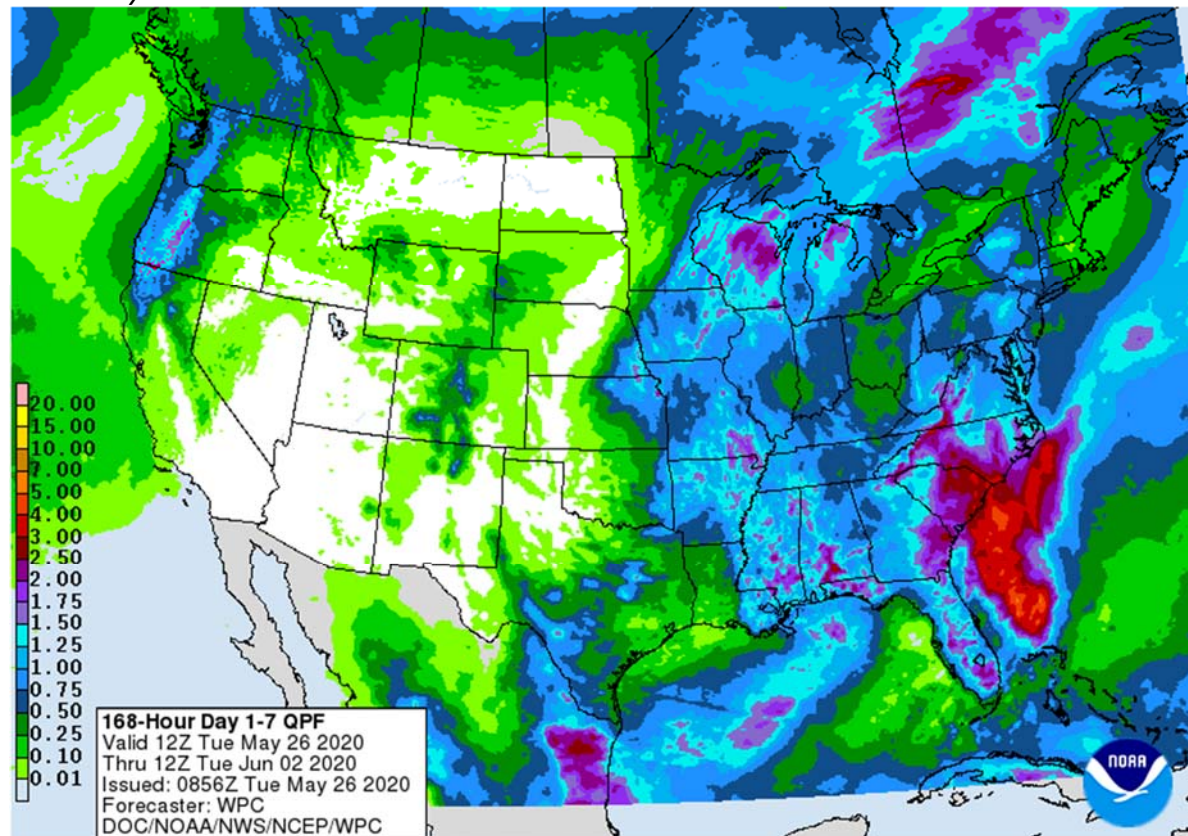 20.00
15.00
10.00
7.00
5.00
4.00
3.00
2.50
2.00
1.75
1.50
1.25
1.00
0.75
0.50
0.25
0.10
0.01
168-Hour Day 1-7 QPF
Valid 12Z Tue May 26 2020
Thru 12Z Tue Jun 02 2020
Issued: 0856Z Tue May 26 2020
Forecaster: WPC
DOC/NOAA/NWS/NCEP/WPC
NOAA